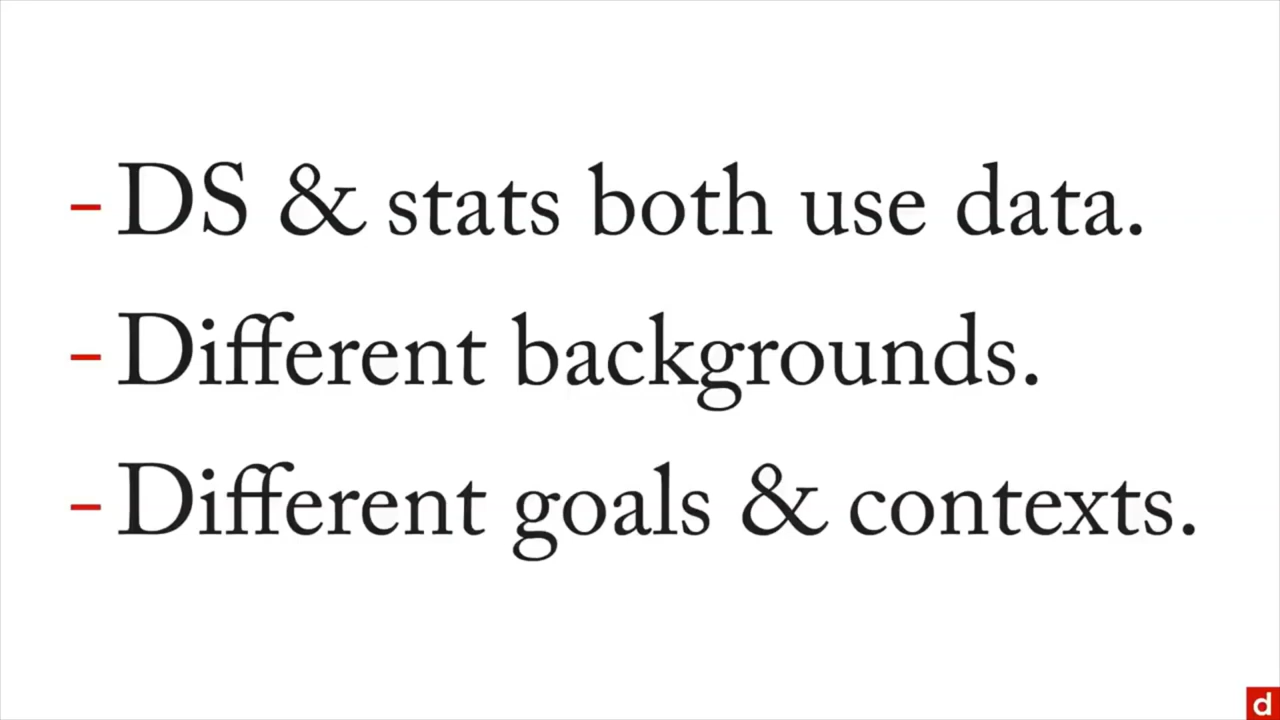 - DS & stats both use data.
- Different backgrounds.
- Different goals & contexts.
d